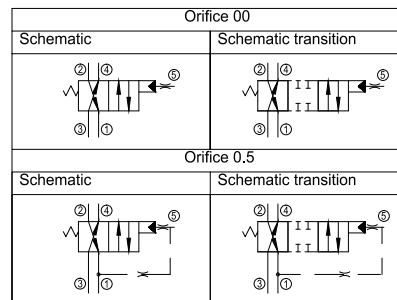 Orifice 00
Schematic Schematic transition
② ④ ⑤ ② ④ ⑤
③ ① ③ ①
Orifice 0.5
Schematic Schematic transition
② ④ ⑤ ② ④ ⑤
③ ① ③ ①